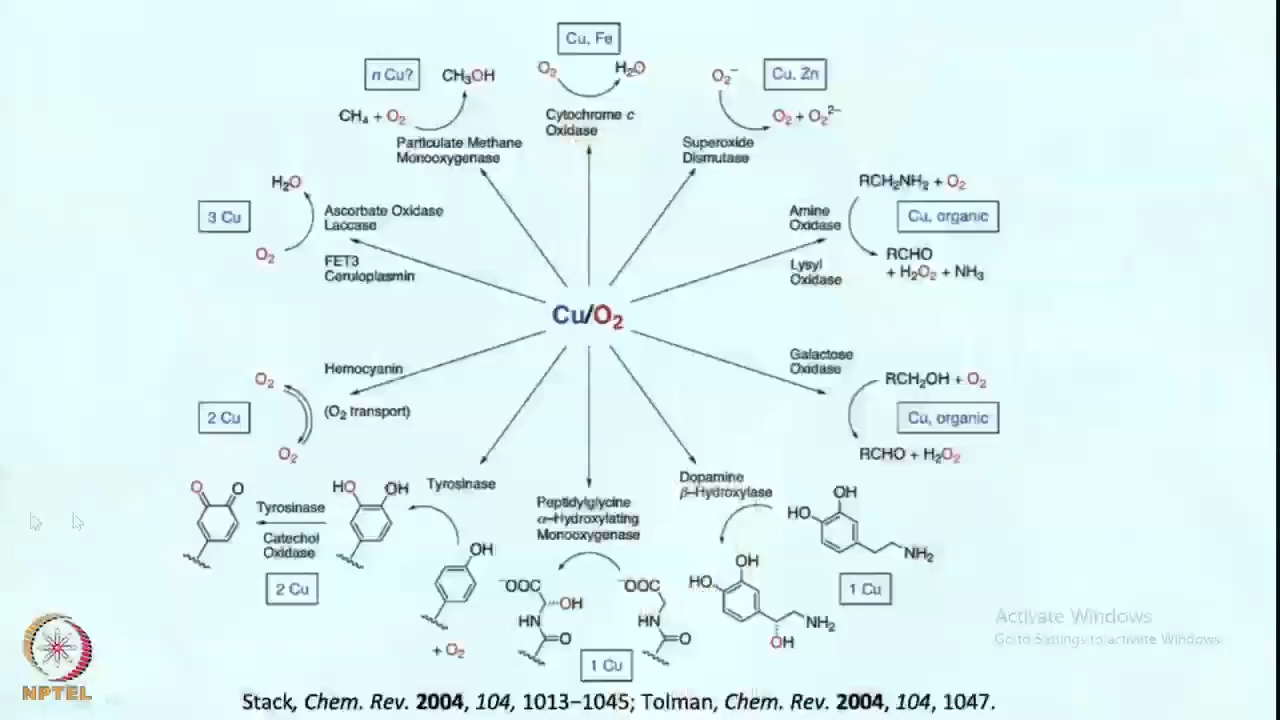 Cu, Fe
n Cu?
CH₃OH
O₂
H₂O
O₂⁻
Cu, Zn
CH₄ + O₂
Cytochrome c
Oxidase
O₂ + O₂²⁻
Particulate Methane
Monooxygenase
Superoxide
Dismutase
H₂O
RCH₂NH₂ + O₂
3 Cu
Ascorbate Oxidase
Laccase
Amine
Oxidase
Cu, organic
O₂
FET3
Ceruloplasmin
Lysyl
Oxidase
RCHO
+ H₂O₂ + NH₃
Cu/O₂
Hemocyanin
Galactose
Oxidase
O₂
RCH₂OH + O₂
2 Cu
(O₂ transport)
Cu, organic
O₂
RCHO + H₂O₂
O
O
HO
OH
Tyrosinase
Dopamine
β-Hydroxylase
Tyrosinase
Catechol
Oxidase
Peptidylglycine
α-Hydroxylating
Monooxygenase
OH
HO
NH₂
2 Cu
OH
⁻OOC
OH
HN
O
⁻OOC
HN
O
OH
HO
NH₂
OH
1 Cu
+ O₂
1 Cu
Activate Windows
Go to Settings to activate Windows.
NPTEL
Stack, Chem. Rev. 2004, 104, 1013–1045; Tolman, Chem. Rev. 2004, 104, 1047.